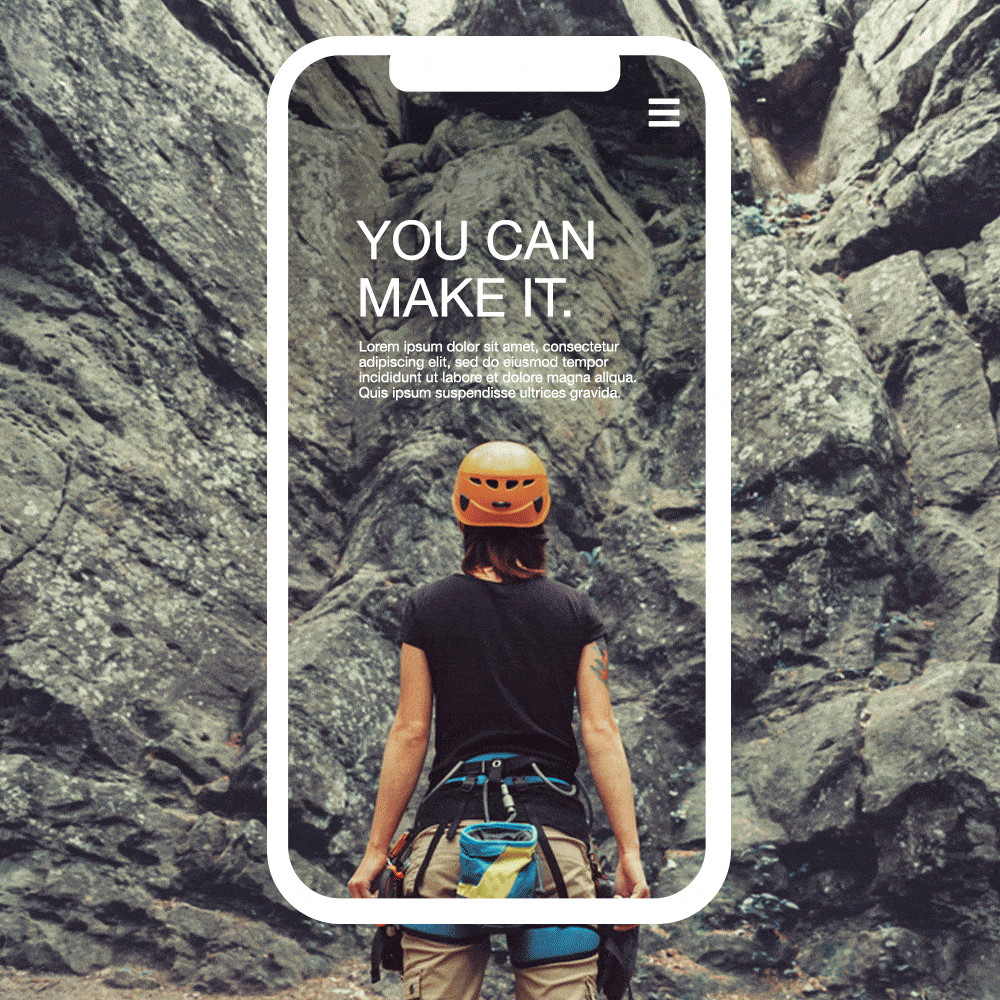 YOU CAN
MAKE IT.
Lorem ipsum dolor sit amet, consectetur
adipiscing elit, sed do eiusmod tempor
incididunt ut labore et dolore magna aliqua.
Quis ipsum suspendisse ultrices gravida.